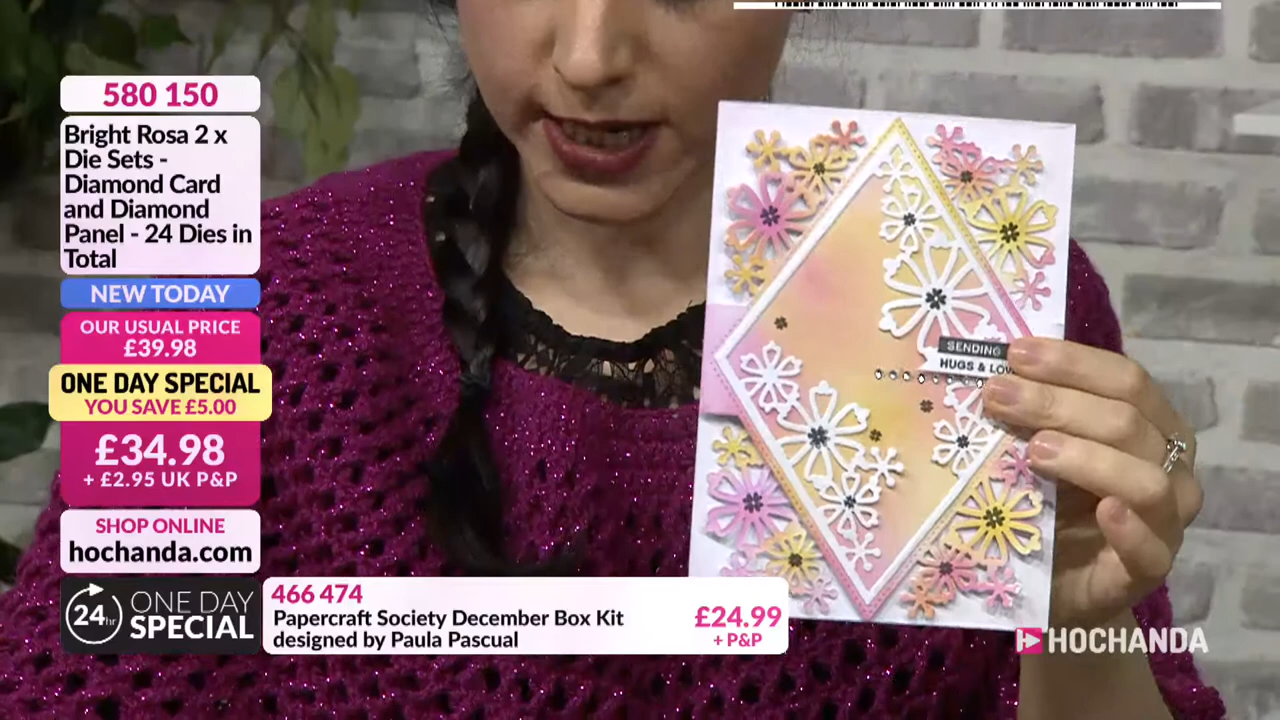 580 150
Bright Rosa 2 x
Die Sets -
Diamond Card
and Diamond
Panel - 24 Dies in
Total
NEW TODAY
OUR USUAL PRICE
£39.98
ONE DAY SPECIAL
YOU SAVE £5.00
£34.98
+ £2.95 UK P&P
SHOP ONLINE
hochanda.com
24hr
ONE DAY
SPECIAL
466 474
Papercraft Society December Box Kit
designed by Paula Pascual
£24.99
+ P&P
SENDING
HUGS &
HOCHANDA